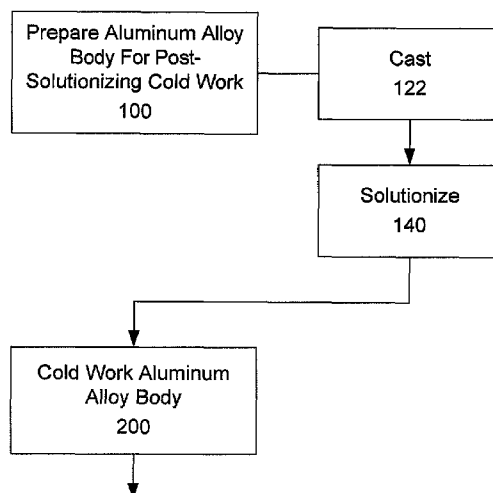 Prepare Aluminum Alloy
Body For Post-
Solutionizing Cold Work
100
Cast
122
Solutionize
140
Cold Work Aluminum
Alloy Body
200